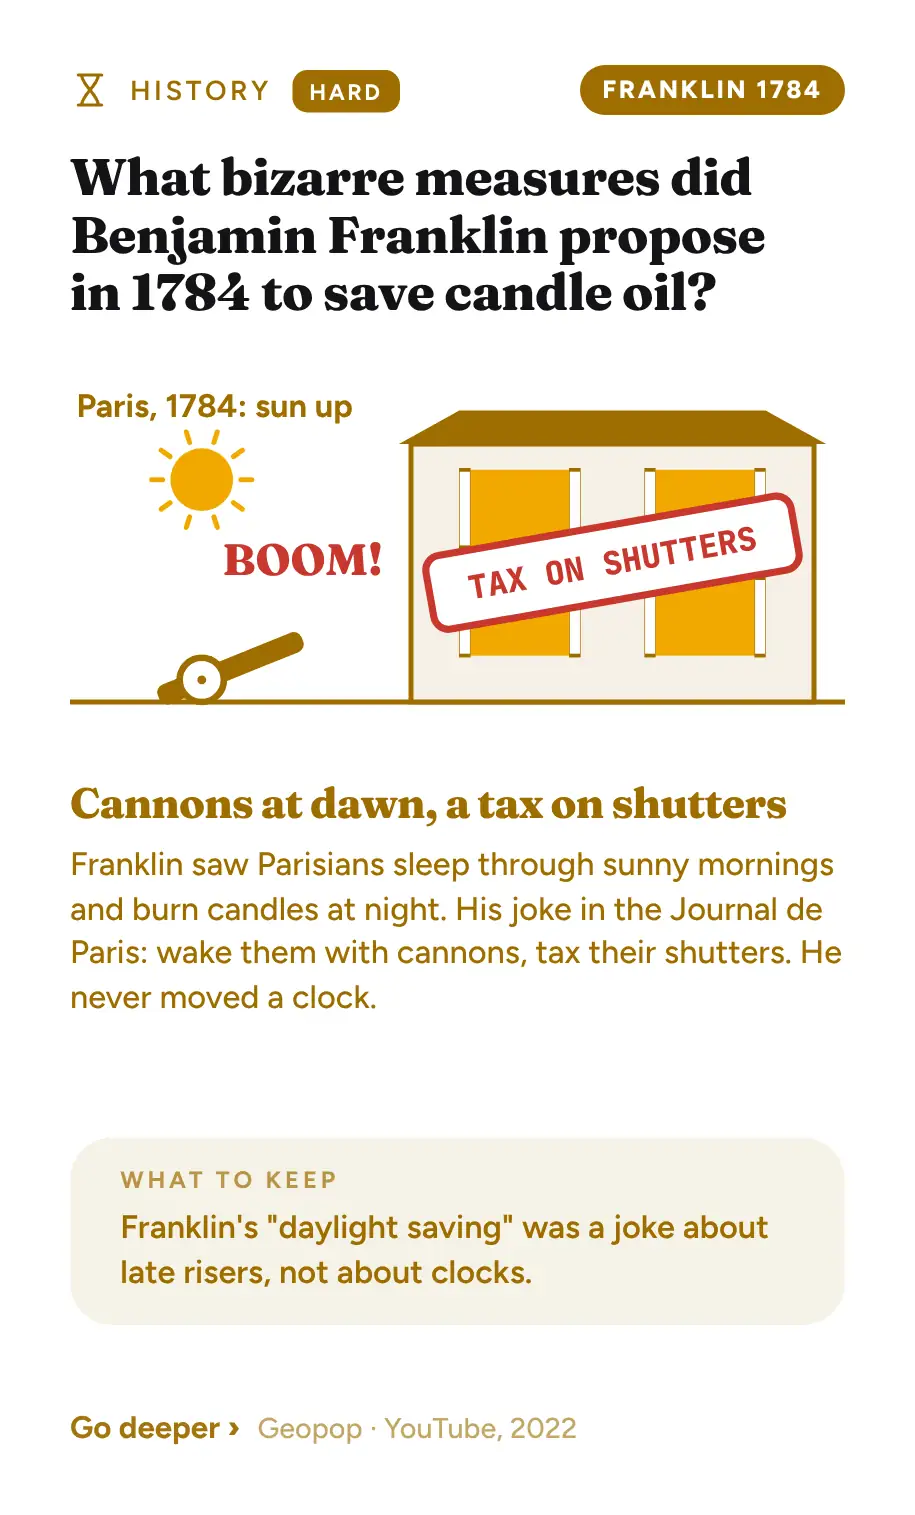 HISTORY HARD FRANKLIN 1784
What bizarre measures did
Benjamin Franklin propose
in 1784 to save candle oil?
Paris, 1784: sun up
BOOM!
TAX ON SHUTTERS
Cannons at dawn, a tax on shutters
Franklin saw Parisians sleep through sunny mornings
and burn candles at night. His joke in the Journal de
Paris: wake them with cannons, tax their shutters. He
never moved a clock.
WHAT TO KEEP
Franklin's "daylight saving" was a joke about
late risers, not about clocks.
Go deeper › Geopop · YouTube, 2022